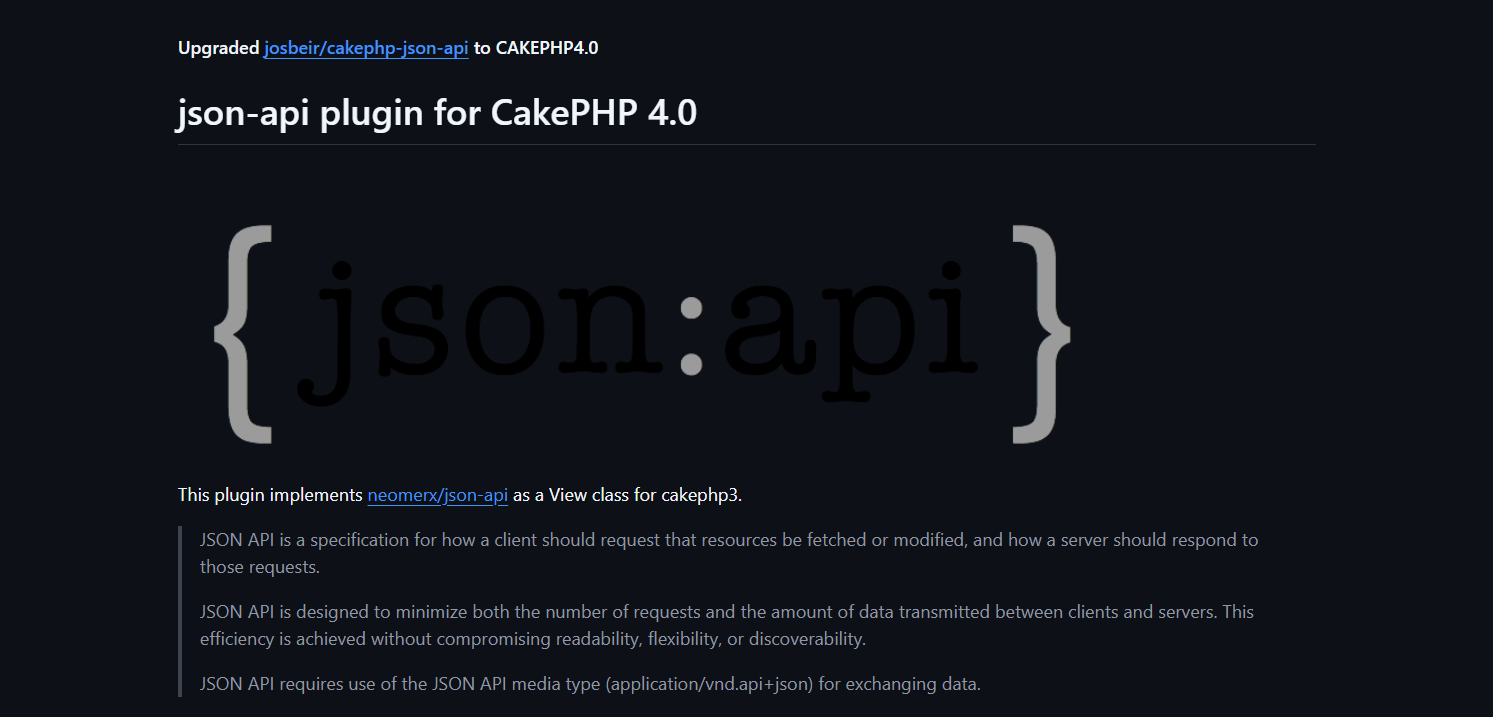 Upgraded josbeir/cakephp-json-api to CAKEPHP4.0
json-api plugin for CakePHP 4.0
{json:api}
This plugin implements neomerx/json-api as a View class for cakephp3.
JSON API is a specification for how a client should request that resources be fetched or modified, and how a server should respond to
those requests.
JSON API is designed to minimize both the number of requests and the amount of data transmitted between clients and servers. This
efficiency is achieved without compromising readability, flexibility, or discoverability.
JSON API requires use of the JSON API media type (application/vnd.api+json) for exchanging data.